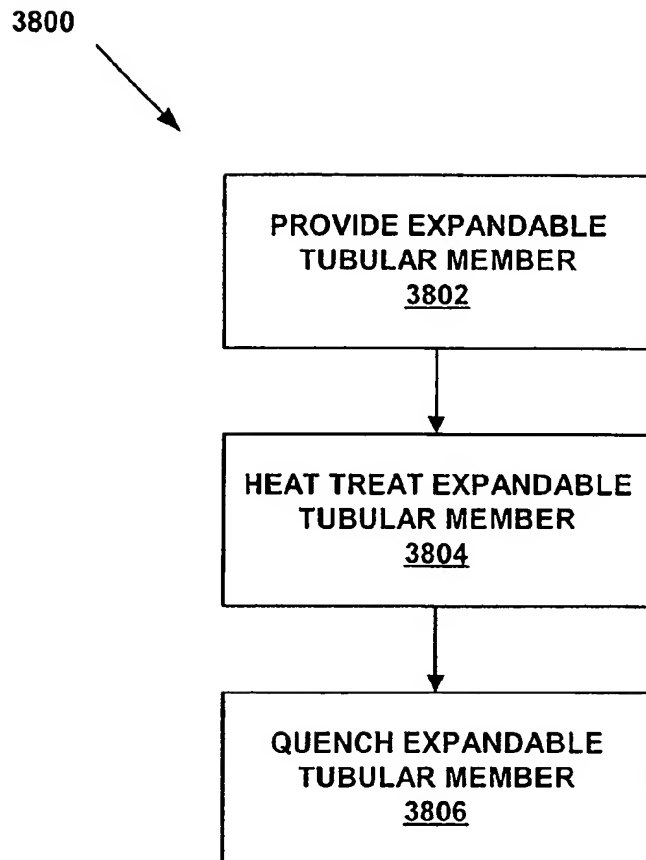 3800
PROVIDE EXPANDABLE
TUBULAR MEMBER
3802
HEAT TREAT EXPANDABLE
TUBULAR MEMBER
3804
QUENCH EXPANDABLE
TUBULAR MEMBER
3806